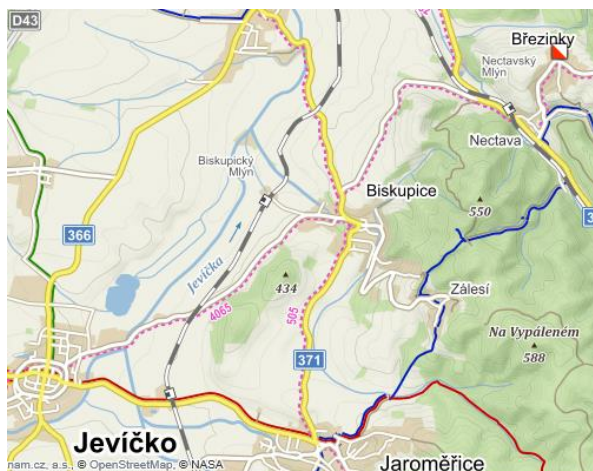 D43
Březinky
Nectavský
Mlýn
Nectava
Biskupický
Mlýn
Biskupice
550
366
Jevíčka
Zálesí
434
4065
505
Na Vypáleném
588
371
Jevíčko
Jaroměřice
nam.cz, a.s., © OpenStreetMap, © NASA